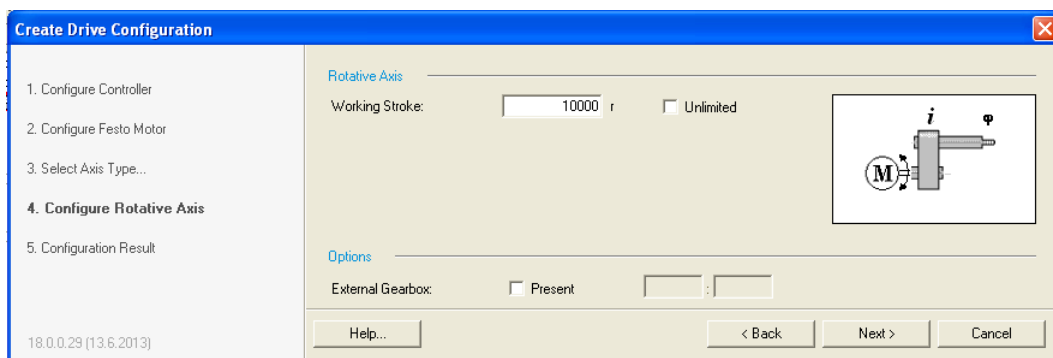 Create Drive Configuration
1. Configure Controller
2. Configure Festo Motor
3. Select Axis Type...
4. Configure Rotative Axis
5. Configuration Result
18.0.0.29 (13.6.2013)
Rotative Axis
Working Stroke: 10000 r Unlimited
i φ
M
Options
External Gearbox: Present :
Help... < Back Next > Cancel